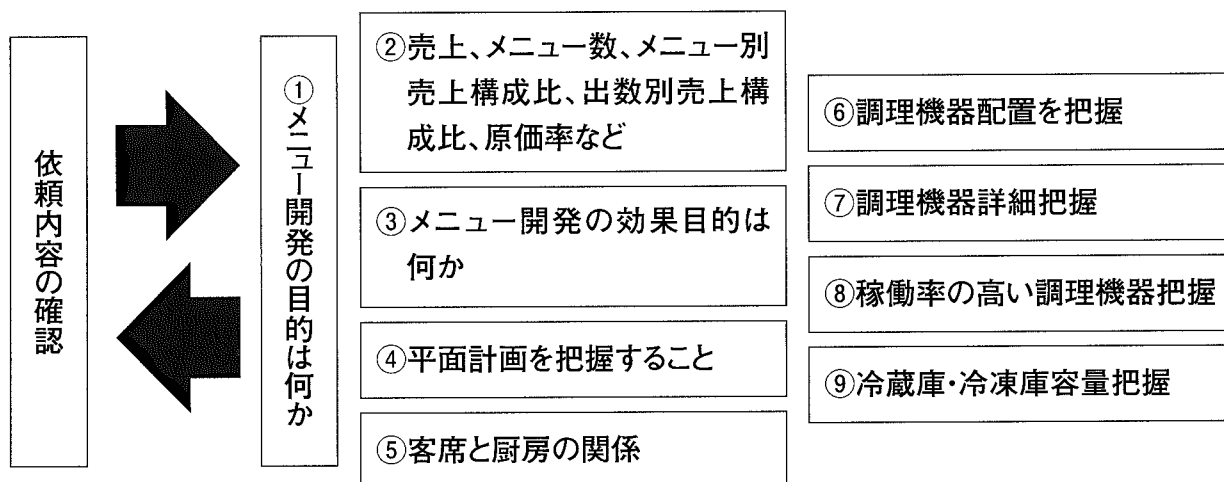 依頼内容の確認
①メニュー開発の目的は何か
②売上、メニュー数、メニュー別
売上構成比、出数別売上構
成比、原価率など
③メニュー開発の効果目的は
何か
④平面計画を把握すること
⑤客席と厨房の関係
⑥調理機器配置を把握
⑦調理機器詳細把握
⑧稼働率の高い調理機器把握
⑨冷蔵庫・冷凍庫容量把握